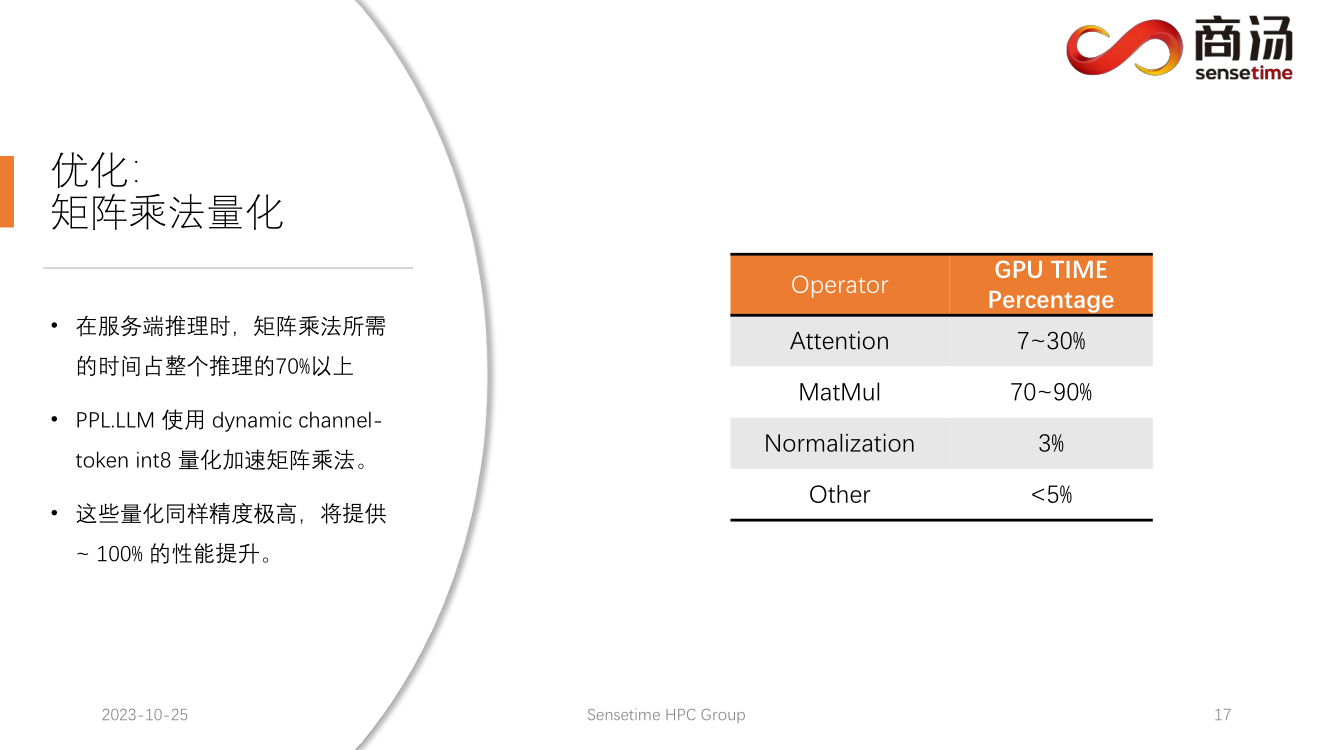 商汤
sensetime
优化：
矩阵乘法量化
• 在服务端推理时，矩阵乘法所需
的时间占整个推理的70%以上
• PPL.LLM 使用 dynamic channel-
token int8 量化加速矩阵乘法。
• 这些量化同样精度极高，将提供
~ 100% 的性能提升。
Operator GPU TIME
Percentage
Attention 7~30%
MatMul 70~90%
Normalization 3%
Other <5%
2023-10-25 Sensetime HPC Group 17